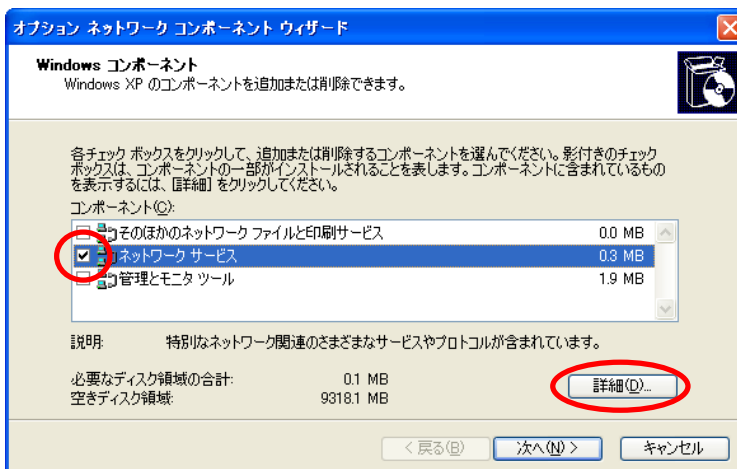 オプション ネットワーク コンポーネント ウィザード
Windows コンポーネント
Windows XP のコンポーネントを追加または削除できます。
各チェック ボックスをクリックして、追加または削除するコンポーネントを選んでください。影付きのチェック
ボックスは、コンポーネントの一部がインストールされることを表します。コンポーネントに含まれているもの
を表示するには、[詳細] をクリックしてください。
コンポーネント(C):
そのほかのネットワーク ファイルと印刷サービス 0.0 MB
ネットワーク サービス 0.3 MB
管理とモニタ ツール 1.9 MB
説明: 特別なネットワーク関連のさまざまなサービスやプロトコルが含まれています。
必要なディスク領域の合計: 0.1 MB
空きディスク領域: 9318.1 MB
詳細(D)...
< 戻る(B) 次へ(N) > キャンセル